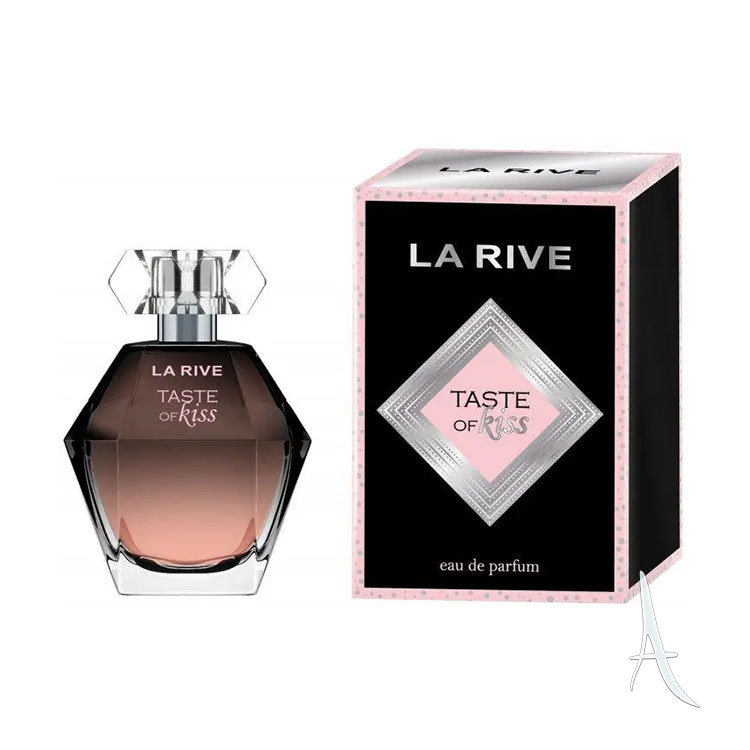 LA RIVE
TASTE
OF kiss
LA RIVE
LA RIVE
TASTE
OF kiss
eau de parfum
A